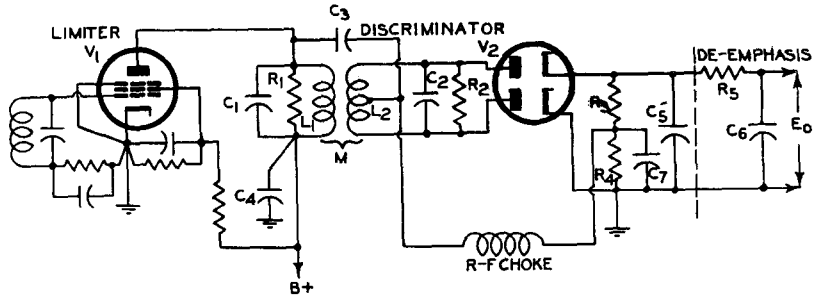 LIMITER
V1
C3
DISCRIMINATOR
V2
DE-EMPHASIS
R1
C1
L1
L2
M
C2
R2
R5
C5
C6
E0
R4
C7
C4
R-F CHOKE
B+